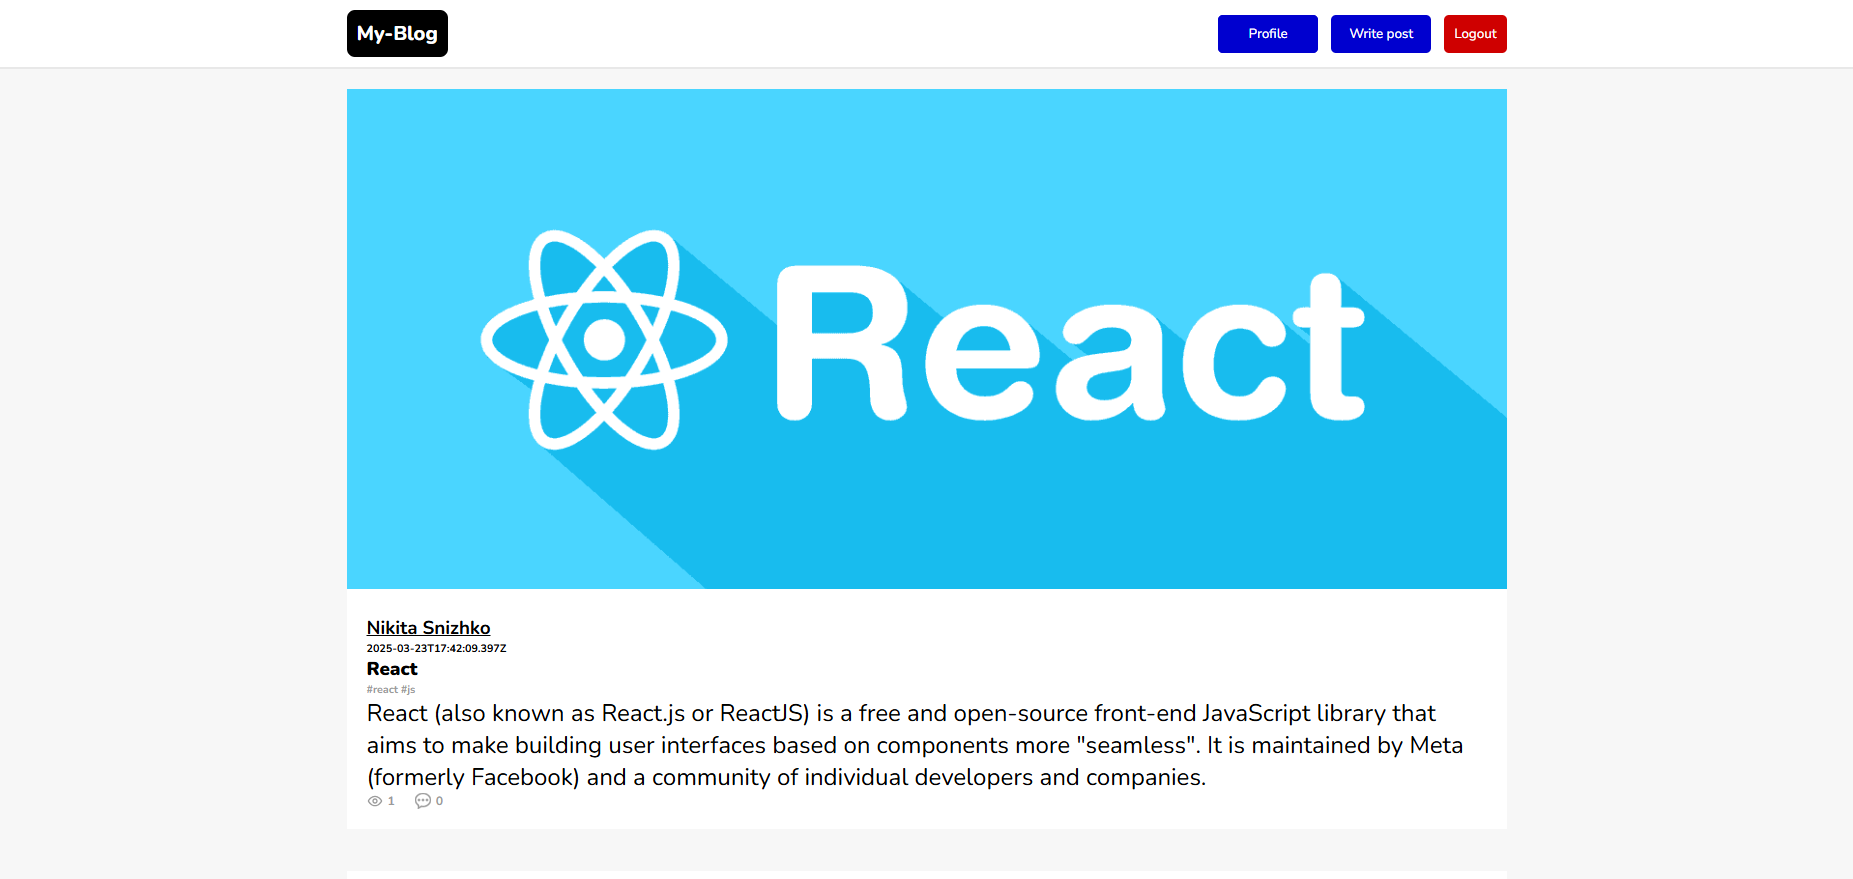 My-Blog
Profile
Write post
Logout
React
Nikita Snizhko
2025-03-23T17:42:09.397Z
React
#react #js
React (also known as React.js or ReactJS) is a free and open-source front-end JavaScript library that
aims to make building user interfaces based on components more "seamless". It is maintained by Meta
(formerly Facebook) and a community of individual developers and companies.
1 0